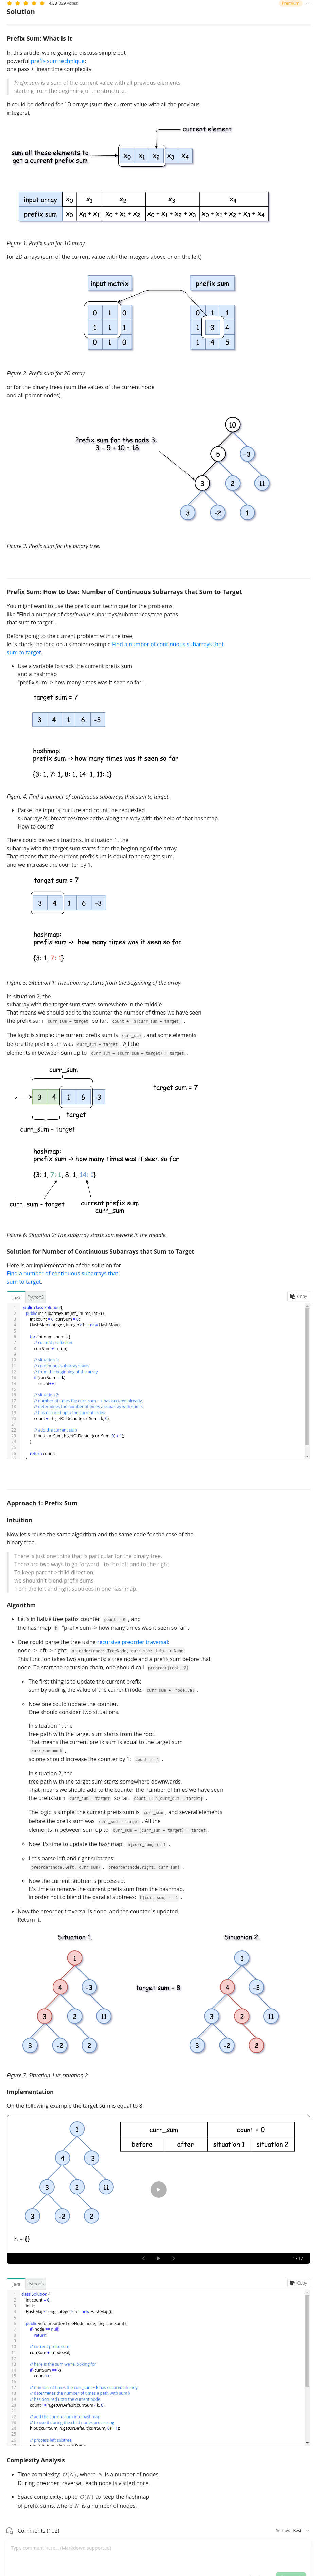 4.88 (329 votes)
Premium
Solution
Prefix Sum: What is it
In this article, we're going to discuss simple but
powerful prefix sum technique:
one pass + linear time complexity.
Prefix sum is a sum of the current value with all previous elements
starting from the beginning of the structure.
It could be defined for 1D arrays (sum the current value with all the previous
integers),
current element
sum all these elements to
get a current prefix sum
x0 x1 x2 x3 x4
input array x0 x1 x2 x3 x4
prefix sum x0 x0 + x1 x0 + x1 + x2 x0 + x1 + x2 + x3 x0 + x1 + x2 + x3 + x4
Figure 1. Prefix sum for 1D array.
for 2D arrays (sum of the current value with the integers above or on the left)
input matrix prefix sum
0 1 0 0 1 1
1 1 1 1 3 4
0 1 0 1 4 5
Figure 2. Prefix sum for 2D array.
or for the binary trees (sum the values of the current node
and all parent nodes),
10
Prefix sum for the node 3:
3 + 5 + 10 = 18
5 -3
3 2 11
3 -2 1
Figure 3. Prefix sum for the binary tree.
Prefix Sum: How to Use: Number of Continuous Subarrays that Sum to Target
You might want to use the prefix sum technique for the problems
like "Find a number of continuous subarrays/submatrices/tree paths
that sum to target".
Before going to the current problem with the tree,
let's check the idea on a simpler example Find a number of continuous subarrays that
sum to target.
Use a variable to track the current prefix sum
and a hashmap
"prefix sum -> how many times was it seen so far".
target sum = 7
3 4 1 6 -3
hashmap:
prefix sum -> how many times was it seen so far
{3: 1, 7: 1, 8: 1, 14: 1, 11: 1}
Figure 4. Find a number of continuous subarrays that sum to target.
Parse the input structure and count the requested
subarrays/submatrices/tree paths along the way with the help of that hashmap.
How to count?
There could be two situations. In situation 1, the
subarray with the target sum starts from the beginning of the array.
That means that the current prefix sum is equal to the target sum,
and we increase the counter by 1.
target sum = 7
3 4 1 6 -3
hashmap:
prefix sum -> how many times was it seen so far
{3: 1, 7: 1}
Figure 5. Situation 1: The subarray starts from the beginning of the array.
In situation 2, the
subarray with the target sum starts somewhere in the middle.
That means we should add to the counter the number of times we have seen
the prefix sum curr_sum - target so far: count += h[curr_sum - target] .
The logic is simple: the current prefix sum is curr_sum , and some elements
before the prefix sum was curr_sum - target . All the
elements in between sum up to curr_sum - (curr_sum - target) = target .
curr_sum
3 4 1 6 -3
target sum = 7
target
curr_sum - target
hashmap:
prefix sum -> how many times was it seen so far
{3: 1, 7: 1, 8: 1, 14: 1}
curr_sum - target
current prefix sum
curr_sum
Figure 6. Situation 2: The subarray starts somewhere in the middle.
Solution for Number of Continuous Subarrays that Sum to Target
Here is an implementation of the solution for
Find a number of continuous subarrays that
sum to target.
Java Python3 Copy
1 public class Solution {
2 public int subarraySum(int[] nums, int k) {
3 int count = 0, currSum = 0;
4 HashMap<Integer, Integer> h = new HashMap();
5
6 for (int num : nums) {
7 // current prefix sum
8 currSum += num;
9
10 // situation 1:
11 // continuous subarray starts
12 // from the beginning of the array
13 if (currSum == k)
14 count++;
15
16 // situation 2:
17 // number of times the curr_sum − k has occured already,
18 // determines the number of times a subarray with sum k
19 // has occured upto the current index
20 count += h.getOrDefault(currSum - k, 0);
21
22 // add the current sum
23 h.put(currSum, h.getOrDefault(currSum, 0) + 1);
24 }
25
26 return count;
Approach 1: Prefix Sum
Intuition
Now let's reuse the same algorithm and the same code for the case of the
binary tree.
There is just one thing that is particular for the binary tree.
There are two ways to go forward - to the left and to the right.
To keep parent->child direction,
we shouldn't blend prefix sums
from the left and right subtrees in one hashmap.
Algorithm
Let's initialize tree paths counter count = 0 , and
the hashmap h "prefix sum -> how many times was it seen so far".
One could parse the tree using recursive preorder traversal:
node -> left -> right: preorder(node: TreeNode, curr_sum: int) -> None .
This function takes two arguments: a tree node and a prefix sum before that
node. To start the recursion chain, one should call preorder(root, 0) .
The first thing is to update the current prefix
sum by adding the value of the current node: curr_sum += node.val .
Now one could update the counter.
One should consider two situations.
In situation 1, the
tree path with the target sum starts from the root.
That means the current prefix sum is equal to the target sum
curr_sum == k ,
so one should increase the counter by 1: count += 1 .
In situation 2, the
tree path with the target sum starts somewhere downwards.
That means we should add to the counter the number of times we have seen
the prefix sum curr_sum - target so far: count += h[curr_sum - target] .
The logic is simple: the current prefix sum is curr_sum , and several elements
before the prefix sum was curr_sum - target . All the
elements in between sum up to curr_sum - (curr_sum - target) = target .
Now it's time to update the hashmap: h[curr_sum] += 1 .
Let's parse left and right subtrees:
preorder(node.left, curr_sum) , preorder(node.right, curr_sum) .
Now the current subtree is processed.
It's time to remove the current prefix sum from the hashmap,
in order not to blend the parallel subtrees: h[curr_sum] -= 1 .
Now the preorder traversal is done, and the counter is updated.
Return it.
Situation 1. Situation 2.
1 1
4 -3 target sum = 8 4 -3
3 2 11 3 2 11
3 -2 2 3 -2 2
Figure 7. Situation 1 vs situation 2.
Implementation
On the following example the target sum is equal to 8.
1
4 -3
3 2 11
3 -2 2
curr_sum count = 0
before after situation 1 situation 2
h = {}
1 / 17
Java Python3 Copy
1 class Solution {
2 int count = 0;
3 int k;
4 HashMap<Long, Integer> h = new HashMap();
5
6 public void preorder(TreeNode node, long currSum) {
7 if (node == null)
8 return;
9
10 // current prefix sum
11 currSum += node.val;
12
13 // here is the sum we're looking for
14 if (currSum == k)
15 count++;
16
17 // number of times the curr_sum − k has occured already,
18 // determines the number of times a path with sum k
19 // has occured upto the current node
20 count += h.getOrDefault(currSum - k, 0);
21
22 // add the current sum into hashmap
23 // to use it during the child nodes processing
24 h.put(currSum, h.getOrDefault(currSum, 0) + 1);
25
26 // process left subtree
Complexity Analysis
Time complexity: O(N), where N is a number of nodes.
During preorder traversal, each node is visited once.
Space complexity: up to O(N) to keep the hashmap
of prefix sums, where N is a number of nodes.
Comments (102)
Sort by: Best
Type comment here... (Markdown supported)